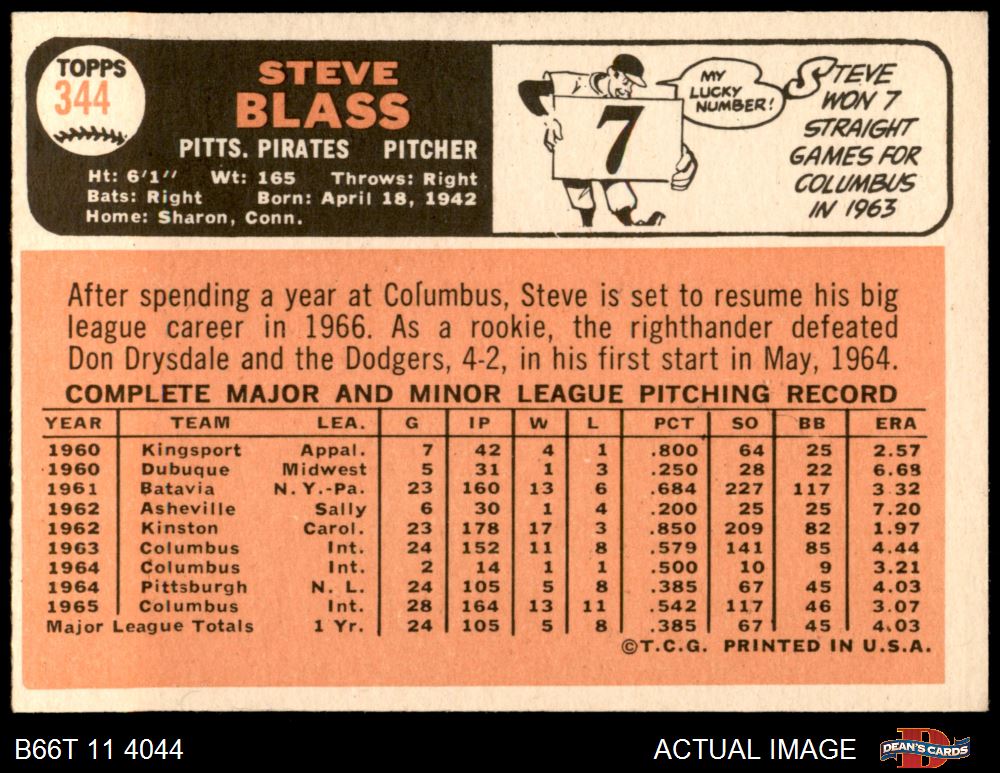 TOPPS
344
STEVE
BLASS
PITTS. PIRATES PITCHER
Ht: 6'1" Wt: 165 Throws: Right
Bats: Right Born: April 18, 1942
Home: Sharon, Conn.
7
MY
LUCKY
NUMBER!
STEVE
WON 7
STRAIGHT
GAMES FOR
COLUMBUS
IN 1963
After spending a year at Columbus, Steve is set to resume his big
league career in 1966. As a rookie, the righthander defeated
Don Drysdale and the Dodgers, 4-2, in his first start in May, 1964.
COMPLETE MAJOR AND MINOR LEAGUE PITCHING RECORD
YEAR TEAM LEA. G IP W L PCT SO BB ERA
1960 Kingsport Appal. 7 42 4 1 .800 64 25 2.57
1960 Dubuque Midwest 5 31 1 3 .250 28 22 6.68
1961 Batavia N.Y.-Pa. 23 160 13 6 .684 227 117 3.32
1962 Asheville Sally 6 30 1 4 .200 25 25 7.20
1962 Kinston Carol. 23 178 17 3 .850 209 82 1.97
1963 Columbus Int. 24 152 11 8 .579 141 85 4.44
1964 Columbus Int. 2 14 1 1 .500 10 9 3.21
1964 Pittsburgh N. L. 24 105 5 8 .385 67 45 4.03
1965 Columbus Int. 28 164 13 11 .542 117 46 3.07
Major League Totals 1 Yr. 24 105 5 8 .385 67 45 4.03
©T.C.G. PRINTED IN U.S.A.
B66T 11 4044 ACTUAL IMAGE DEAN'S CARDS